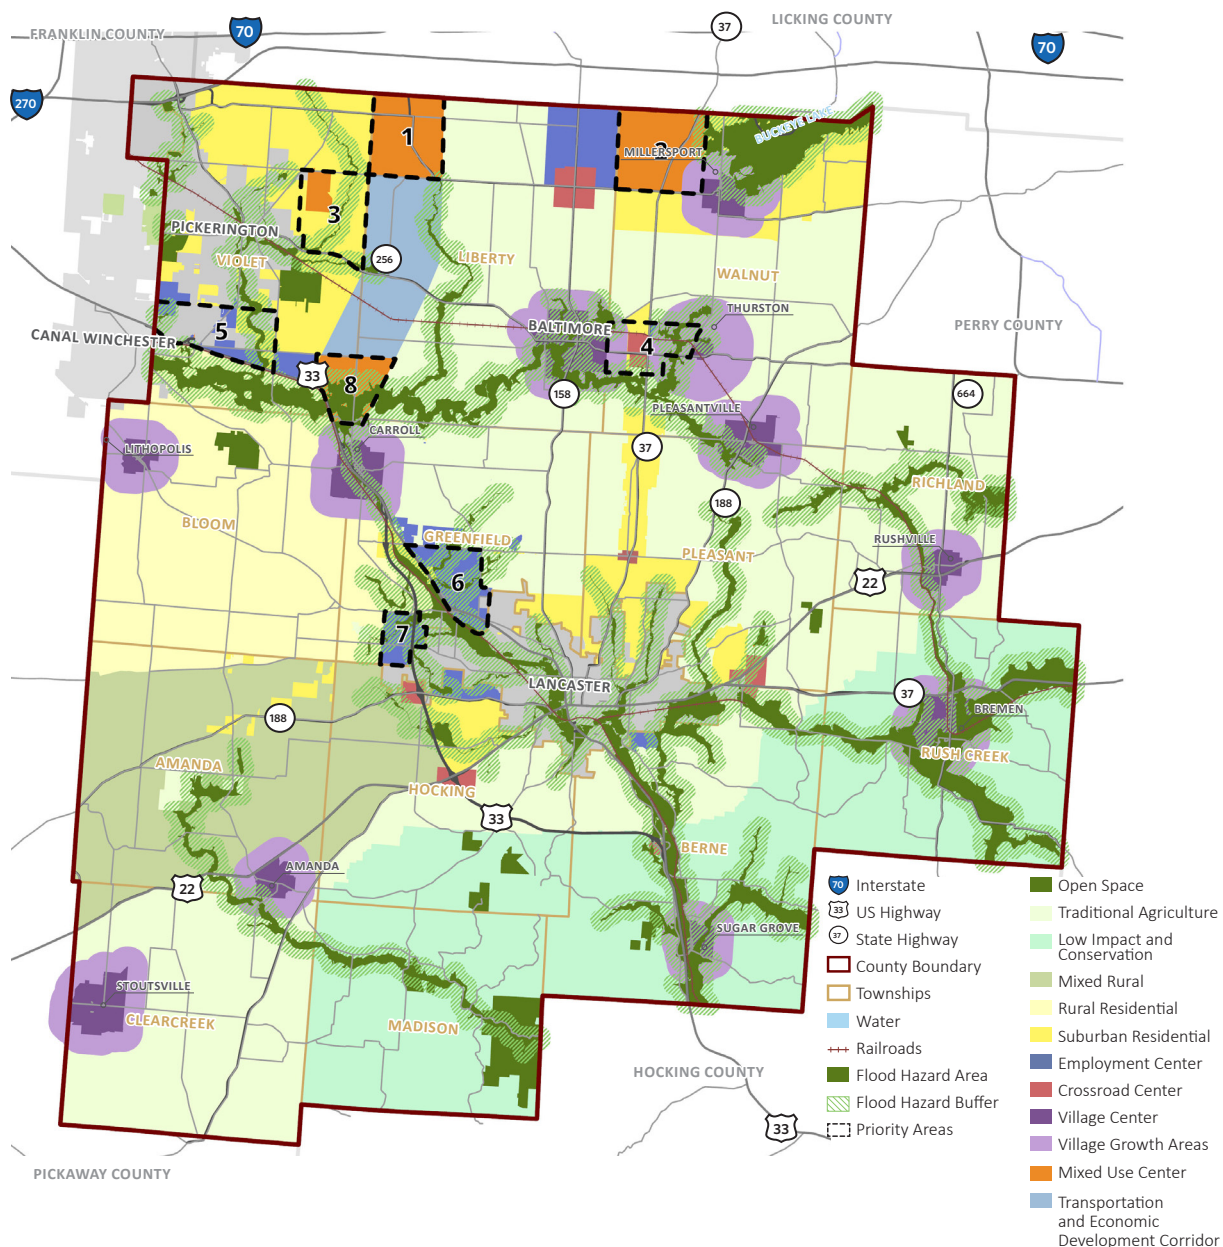 LICKING COUNTY
FRANKLIN COUNTY
70
37
70
270
BUCKEYE LAKE
1
2
MILLERSPORT
3
PICKERINGTON
VIOLET
256
LIBERTY
WALNUT
THURSTON
PERRY COUNTY
5
BALTIMORE
CANAL WINCHESTER
4
33
8
158
664
CARROLL
PLEASANTVILLE
LITHOPOLIS
37
RICHLAND
188
BLOOM
GREENFIELD
RUSHVILLE
PLEASANT
6
22
7
LANCASTER
37
188
BREMEN
RUSH CREEK
AMANDA
HOCKING
33
BERNE
AMANDA
22
SUGAR GROVE
STOUTSVILLE
CLEARCREEK
MADISON
HOCKING COUNTY
33
PICKAWAY COUNTY
70 Interstate
33 US Highway
37 State Highway
County Boundary
Townships
Water
Railroads
Flood Hazard Area
Flood Hazard Buffer
Priority Areas
Open Space
Traditional Agriculture
Low Impact and
Conservation
Mixed Rural
Rural Residential
Suburban Residential
Employment Center
Crossroad Center
Village Center
Village Growth Areas
Mixed Use Center
Transportation
and Economic
Development Corridor